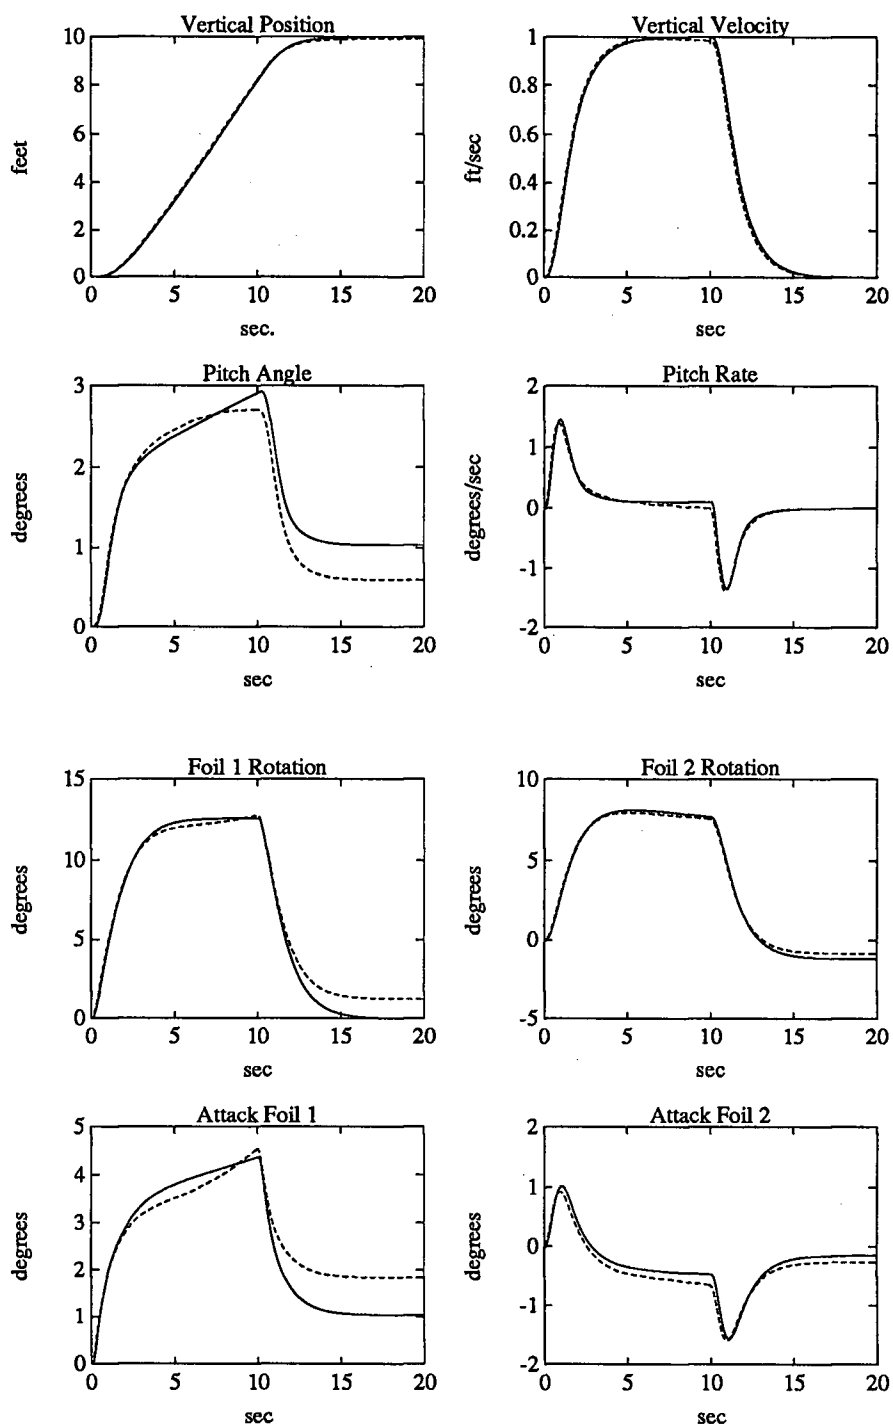 Vertical Position
10
8
6
4
2
0
feet
0 5 10 15 20
sec.
Vertical Velocity
1
0.8
0.6
0.4
0.2
0
ft/sec
0 5 10 15 20
sec
Pitch Angle
3
2
1
0
degrees
0 5 10 15 20
sec
Pitch Rate
2
1
0
-1
-2
degrees/sec
0 5 10 15 20
sec
Foil 1 Rotation
15
10
5
0
degrees
0 5 10 15 20
sec
Foil 2 Rotation
10
5
0
-5
degrees
0 5 10 15 20
sec
Attack Foil 1
5
4
3
2
1
0
degrees
0 5 10 15 20
sec
Attack Foil 2
2
1
0
-1
-2
degrees
0 5 10 15 20
sec